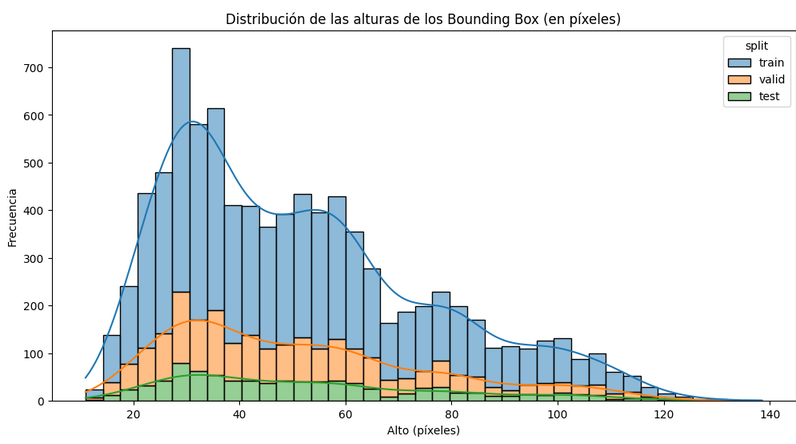 Distribución de las alturas de los Bounding Box (en píxeles)
split
train
valid
test
Frecuencia
700
600
500
400
300
200
100
0
20 40 60 80 100 120 140
Alto (píxeles)